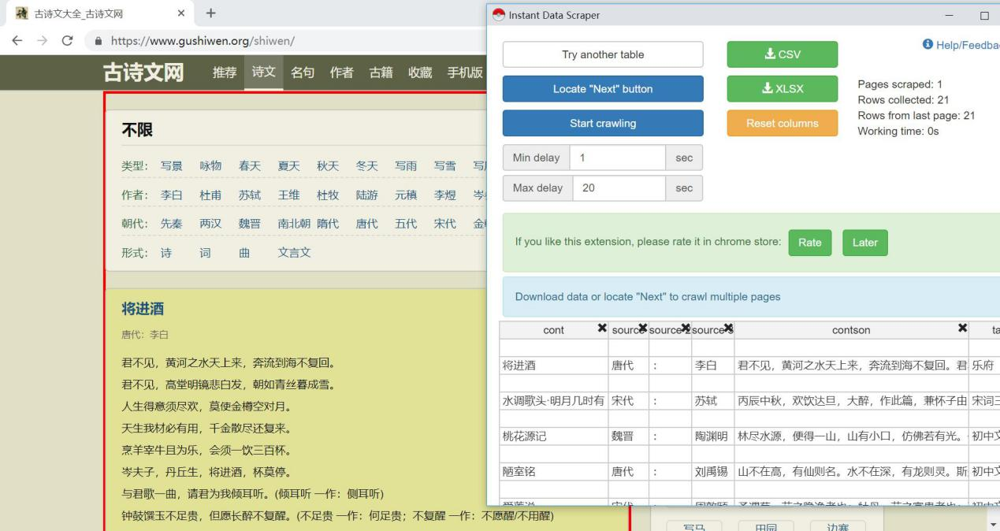 古诗文大全_古诗文网
https://www.gushiwen.org/shiwen/
古诗文网 推荐 诗文 名句 作者 古籍 收藏 手机版
不限
类型： 写景 咏物 春天 夏天 秋天 冬天 写雨 写雪
作者： 李白 杜甫 苏轼 王维 杜牧 陆游 元稹 李煜
朝代： 先秦 两汉 魏晋 南北朝 隋代 唐代 五代 宋代
形式： 诗 词 曲 文言文
将进酒
唐代：李白
君不见，黄河之水天上来，奔流到海不复回。
君不见，高堂明镜悲白发，朝如青丝暮成雪。
人生得意须尽欢，莫使金樽空对月。
天生我材必有用，千金散尽还复来。
烹羊宰牛且为乐，会须一饮三百杯。
岑夫子，丹丘生，将进酒，杯莫停。
与君歌一曲，请君为我倾耳听。(倾耳听 一作：侧耳听)
钟鼓馔玉不足贵，但愿长醉不复醒。(不足贵 一作：何足贵；不复醒 一作：不愿醒/不用醒)
Instant Data Scraper
Try another table
CSV
Help/Feedba
Locate "Next" button
XLSX
Start crawling
Reset columns
Pages scraped: 1
Rows collected: 21
Rows from last page: 21
Working time: 0s
Min delay 1 sec
Max delay 20 sec
If you like this extension, please rate it in chrome store: Rate Later
Download data or locate "Next" to crawl multiple pages
cont source source source contson ta
将进酒 唐代 ： 李白 君不见，黄河之水天上来，奔流到海不复回。君 乐府
水调歌头·明月几时有 宋代 ： 苏轼 丙辰中秋，欢饮达旦，大醉，作此篇，兼怀子由 宋词三
桃花源记 魏晋 ： 陶渊明 林尽水源，便得一山，山有小口，仿佛若有光。 初中文
陋室铭 唐代 ： 刘禹锡 山不在高，有仙则名。水不在深，有龙则灵。斯 初中文
写马 田园 边塞